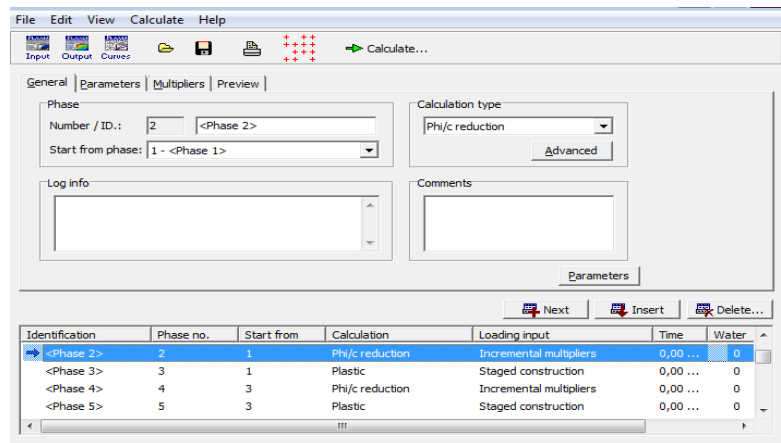 File Edit View Calculate Help
Input Output Curves Calculate...
General Parameters Multipliers Preview
Phase
Number / ID.: 2 <Phase 2>
Start from phase: 1 - <Phase 1>
Calculation type
Phi/c reduction
Advanced
Log info
Comments
Parameters
Next Insert Delete...
Identification Phase no. Start from Calculation Loading input Time Water
<Phase 2> 2 1 Phi/c reduction Incremental multipliers 0,00 ... 0
<Phase 3> 3 1 Plastic Staged construction 0,00 ... 0
<Phase 4> 4 3 Phi/c reduction Incremental multipliers 0,00 ... 0
<Phase 5> 5 3 Plastic Staged construction 0,00 ... 0